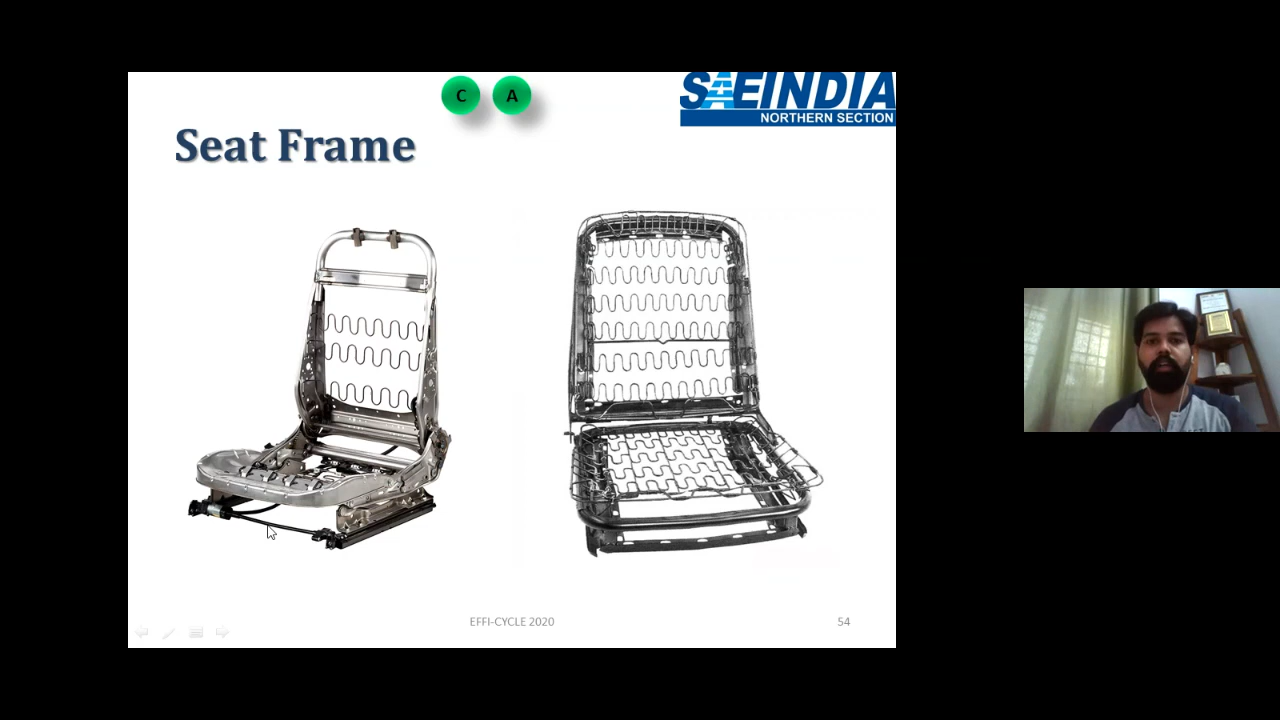 C A
SAEINDIA
NORTHERN SECTION
Seat Frame
EFFI-CYCLE 2020
54